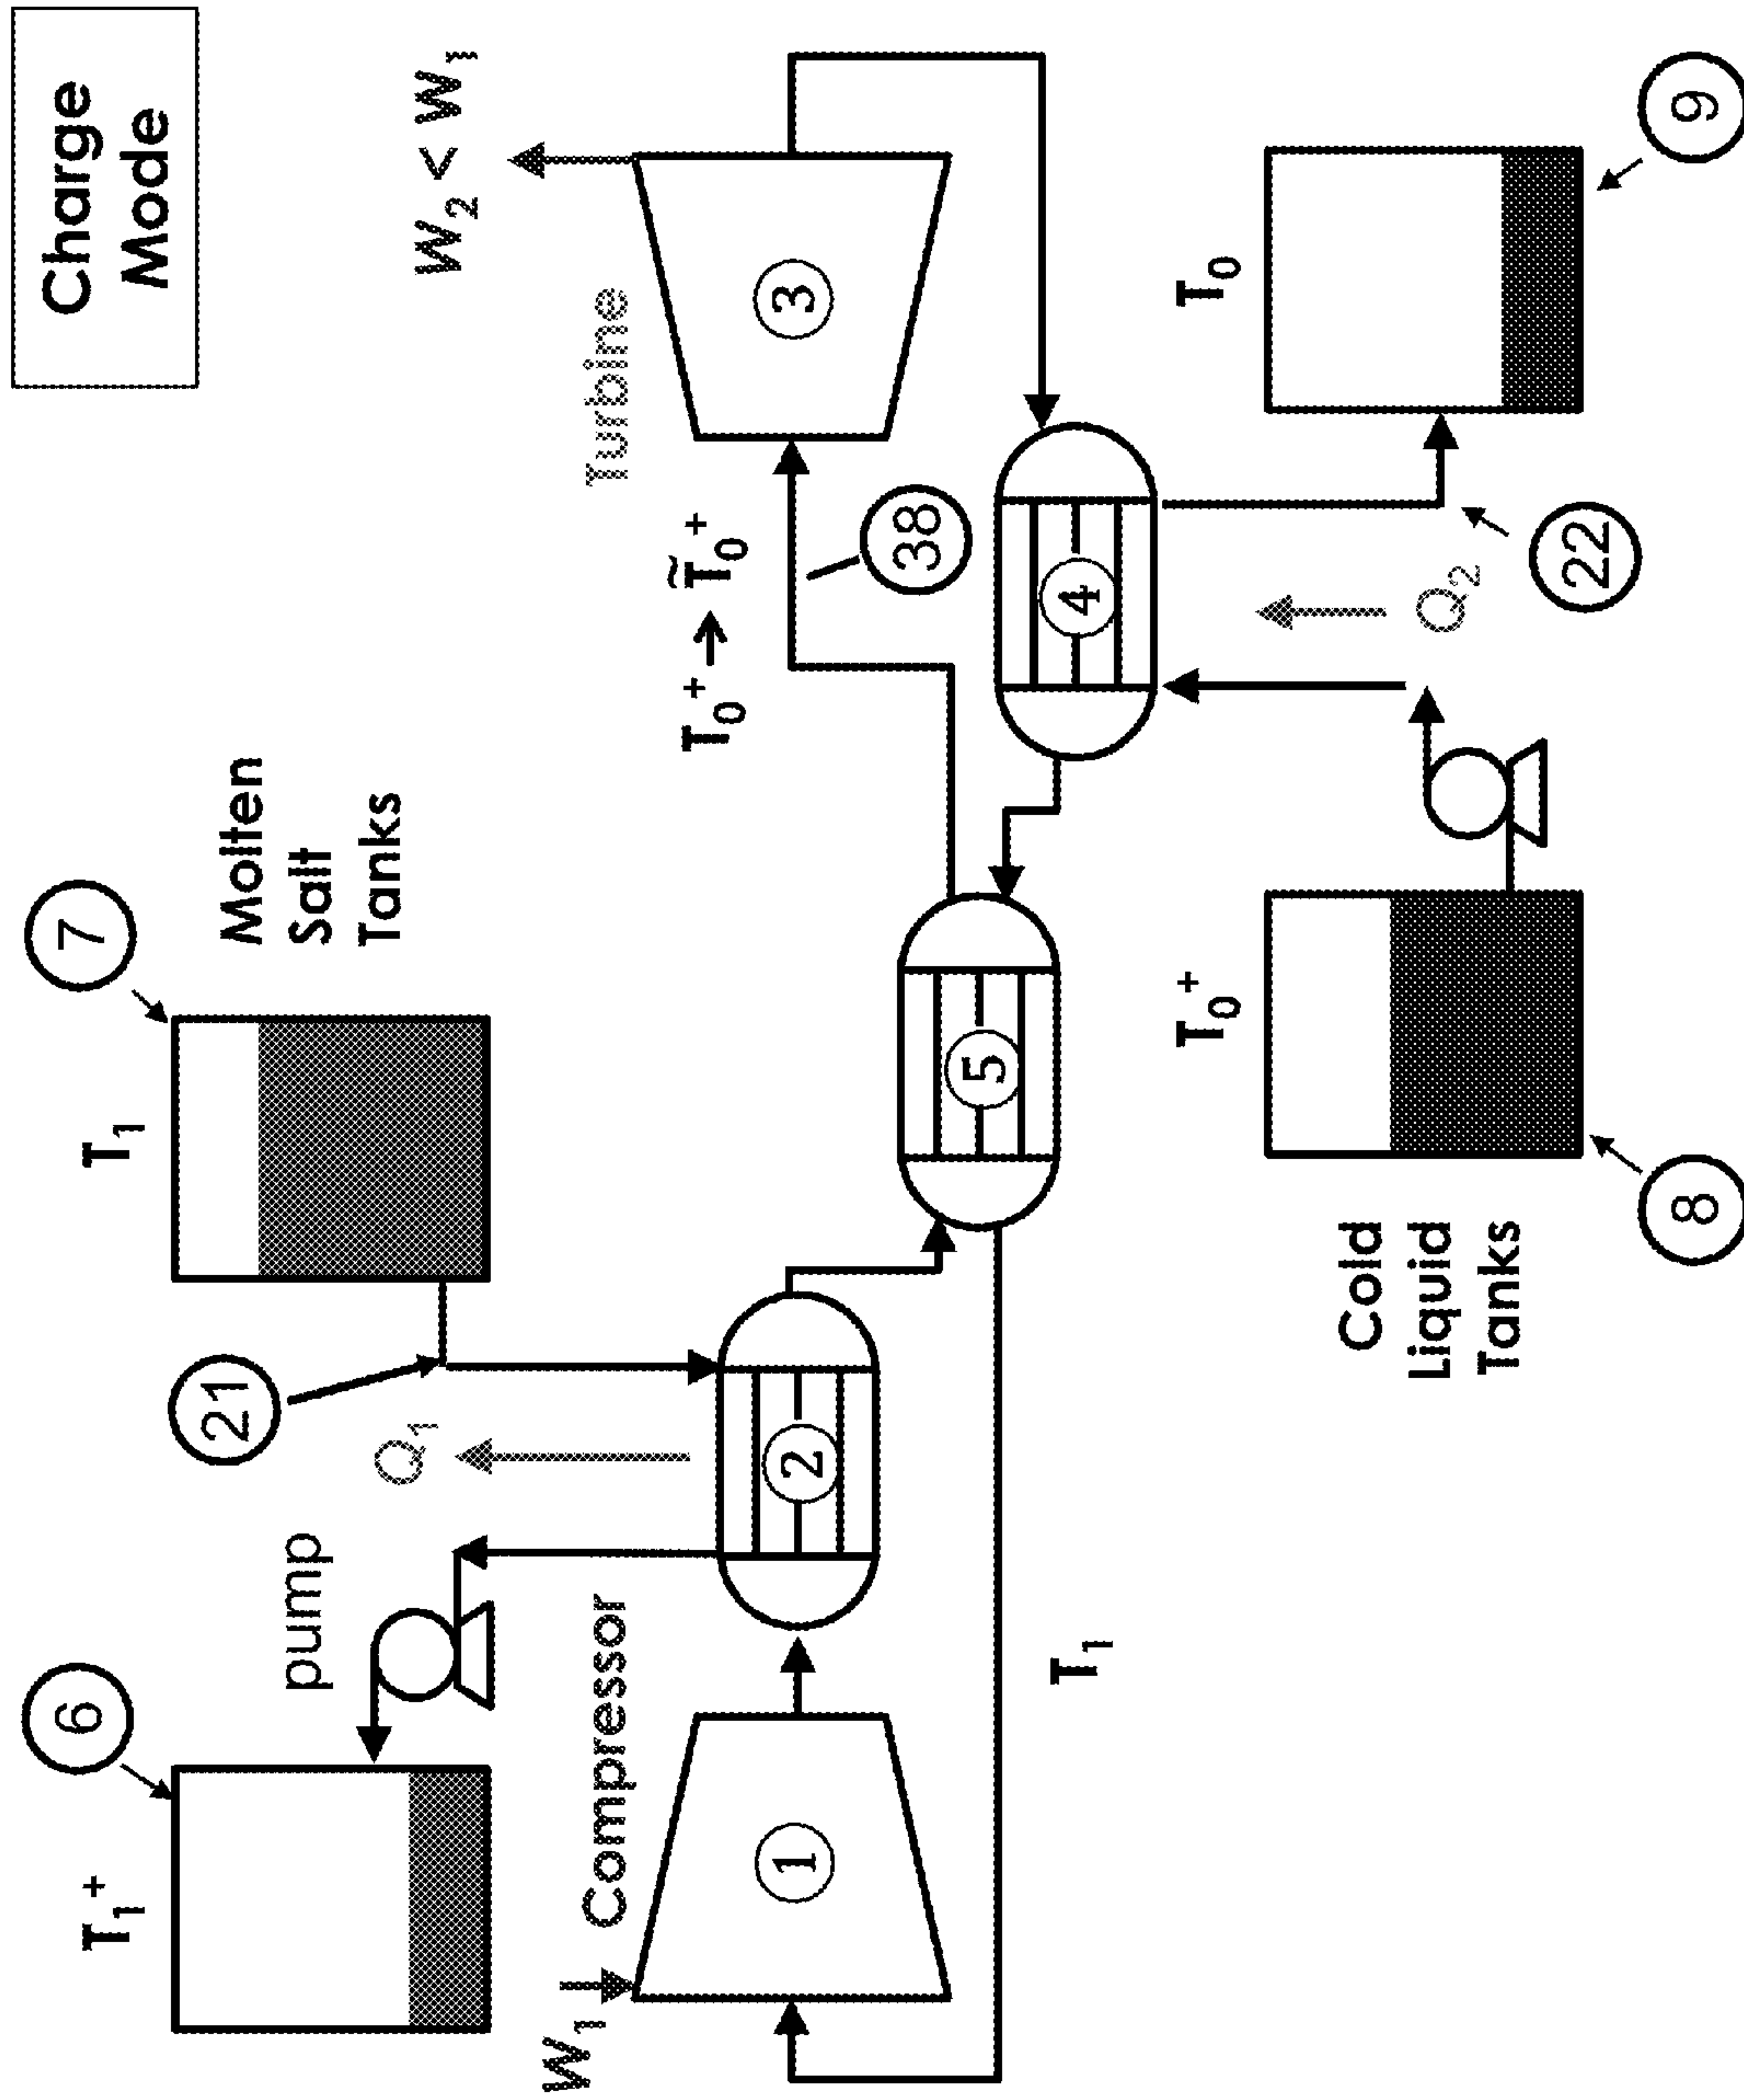 Charge
Mode
6
T₁⁺
pump
7
T₁
Molten
Salt
Tanks
21
Q₁
W₁
Compressor
1
2
5
T₁
T₀⁺ → T̃₀⁺
38
Turbine
3
W₂ < W₁
4
Q₂
22
Cold
Liquid
Tanks
T₀⁺
8
T₀
9